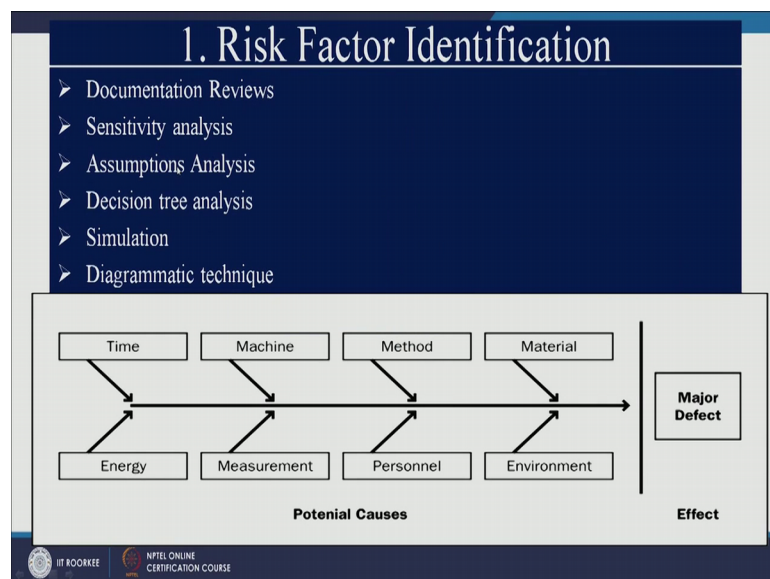 1. Risk Factor Identification
Documentation Reviews
Sensitivity analysis
Assumptions Analysis
Decision tree analysis
Simulation
Diagrammatic technique
Time
Machine
Method
Material
Major
Defect
Energy
Measurement
Personnel
Environment
Potenial Causes
Effect
IIT ROORKEE
NPTEL ONLINE
CERTIFICATION COURSE